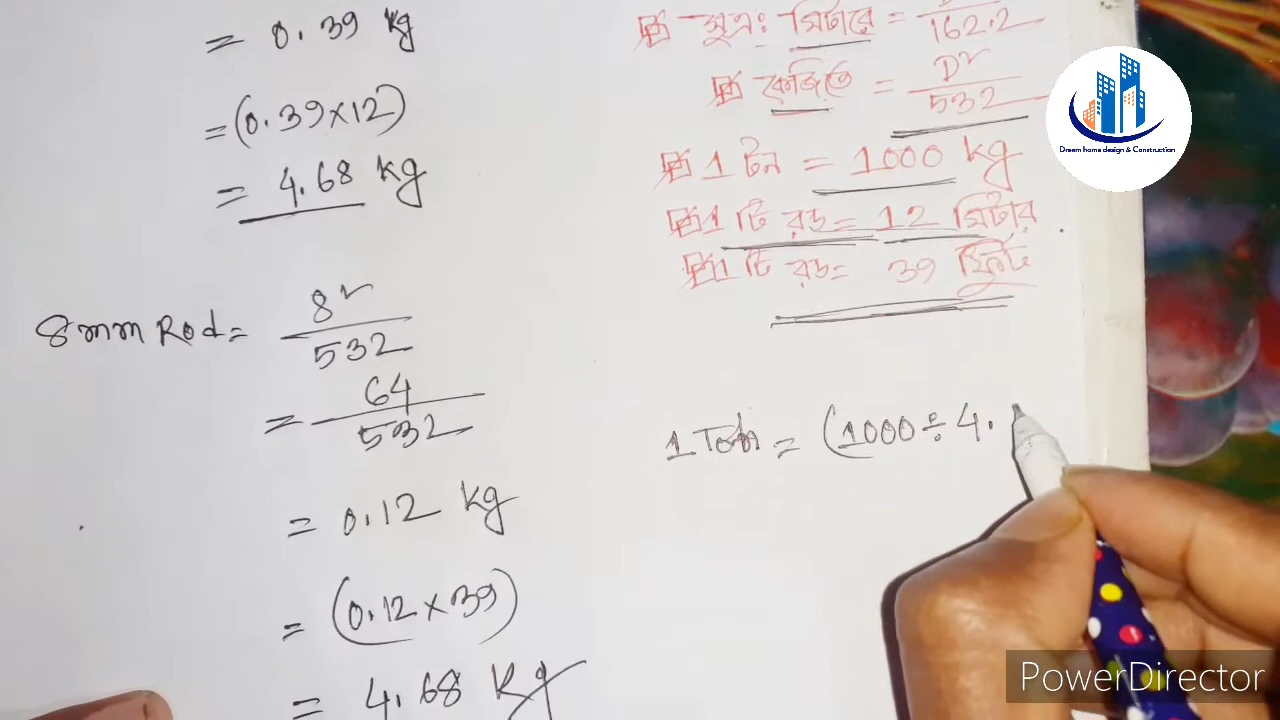 = 0.39 kg
= (0.39×12)
= 4.68 kg
8mm Rod = 8²
532
= 64
532
= 0.12 kg
= (0.12 × 39)
= 4.68 kg
সূত্র: মিটারে =
162.2
কেজিতে = D²
532
1 টন = 1000 kg
1 টি রড = 12 মিটার
1 টি রড = 39 ফিট
1 Ton = (1000 ÷ 4.
Dreem home design & Construction
PowerDirector